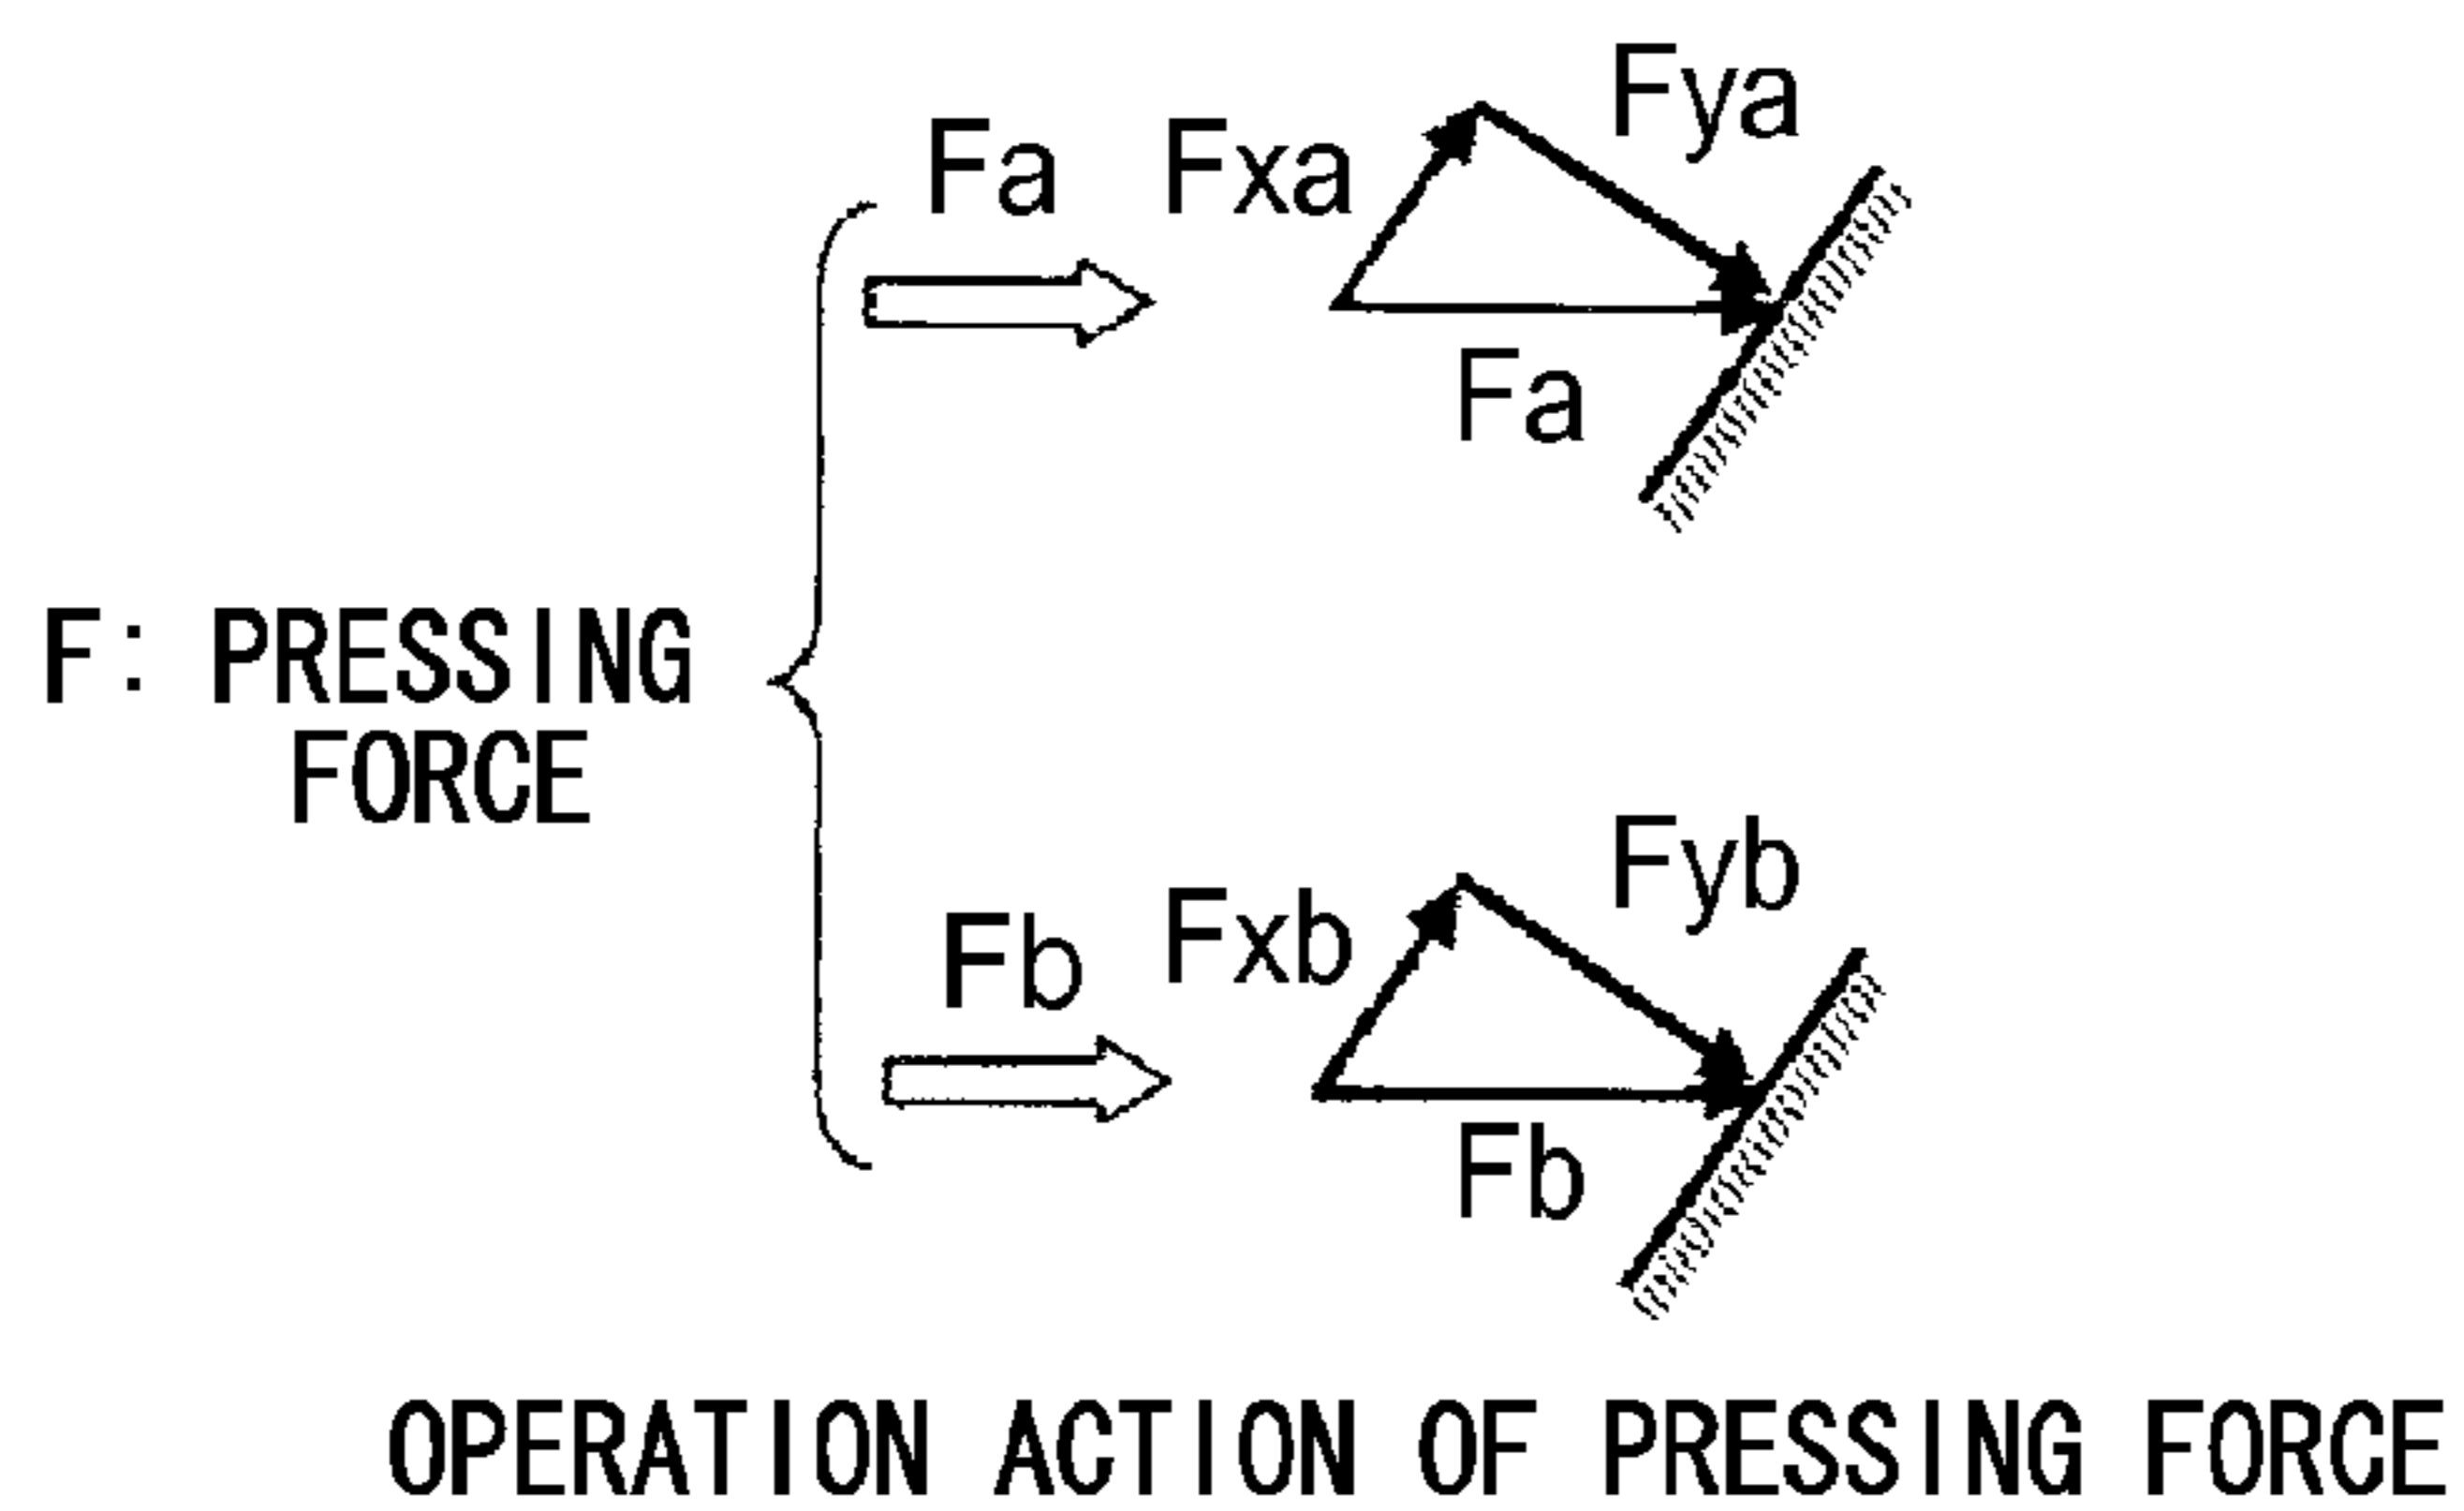 Fya
Fa
Fxa
Fa
F: PRESSING
FORCE
Fyb
Fxb
Fb
Fb
OPERATION ACTION OF PRESSING FORCE